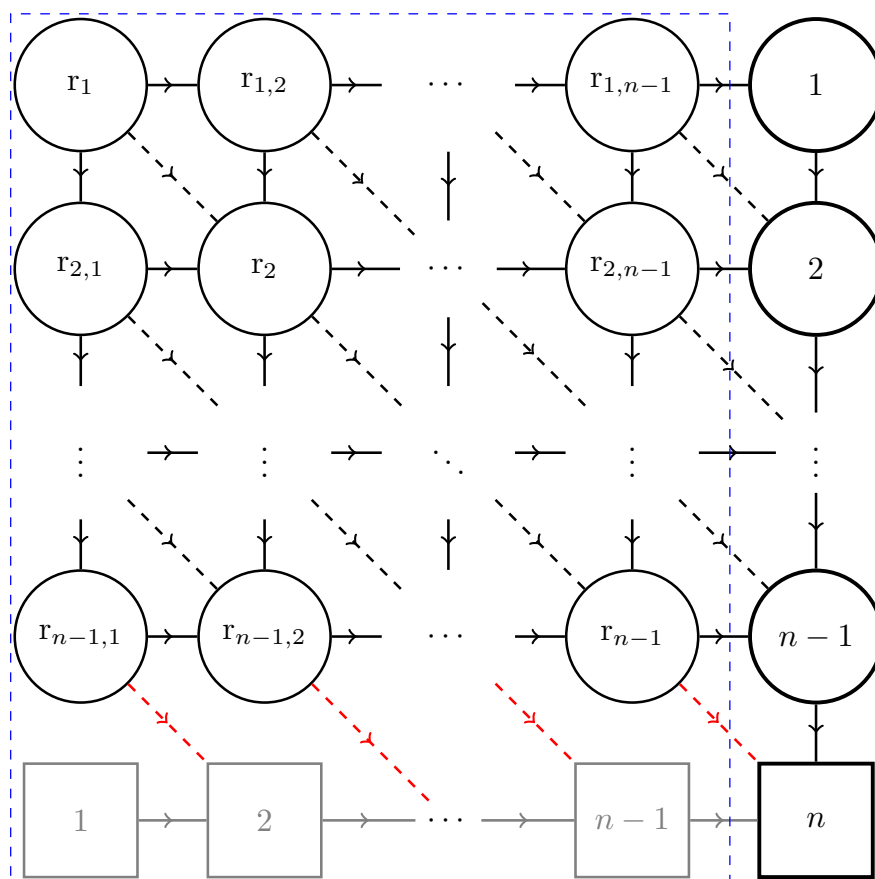 r₁ r₁,₂ ⋯ r₁,ₙ₋₁ 1
r₂,₁ r₂ ⋯ r₂,ₙ₋₁ 2
⋮ ⋮ ⋱ ⋮ ⋮
rₙ₋₁,₁ rₙ₋₁,₂ ⋯ rₙ₋₁ n − 1
1 2 ⋯ n − 1 n